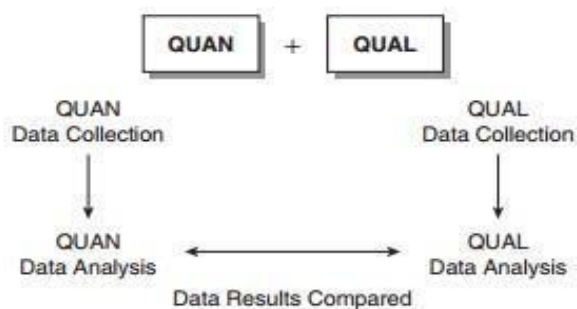 QUAN + QUAL
QUAN
Data Collection
QUAL
Data Collection
QUAN
Data Analysis
QUAL
Data Analysis
Data Results Compared